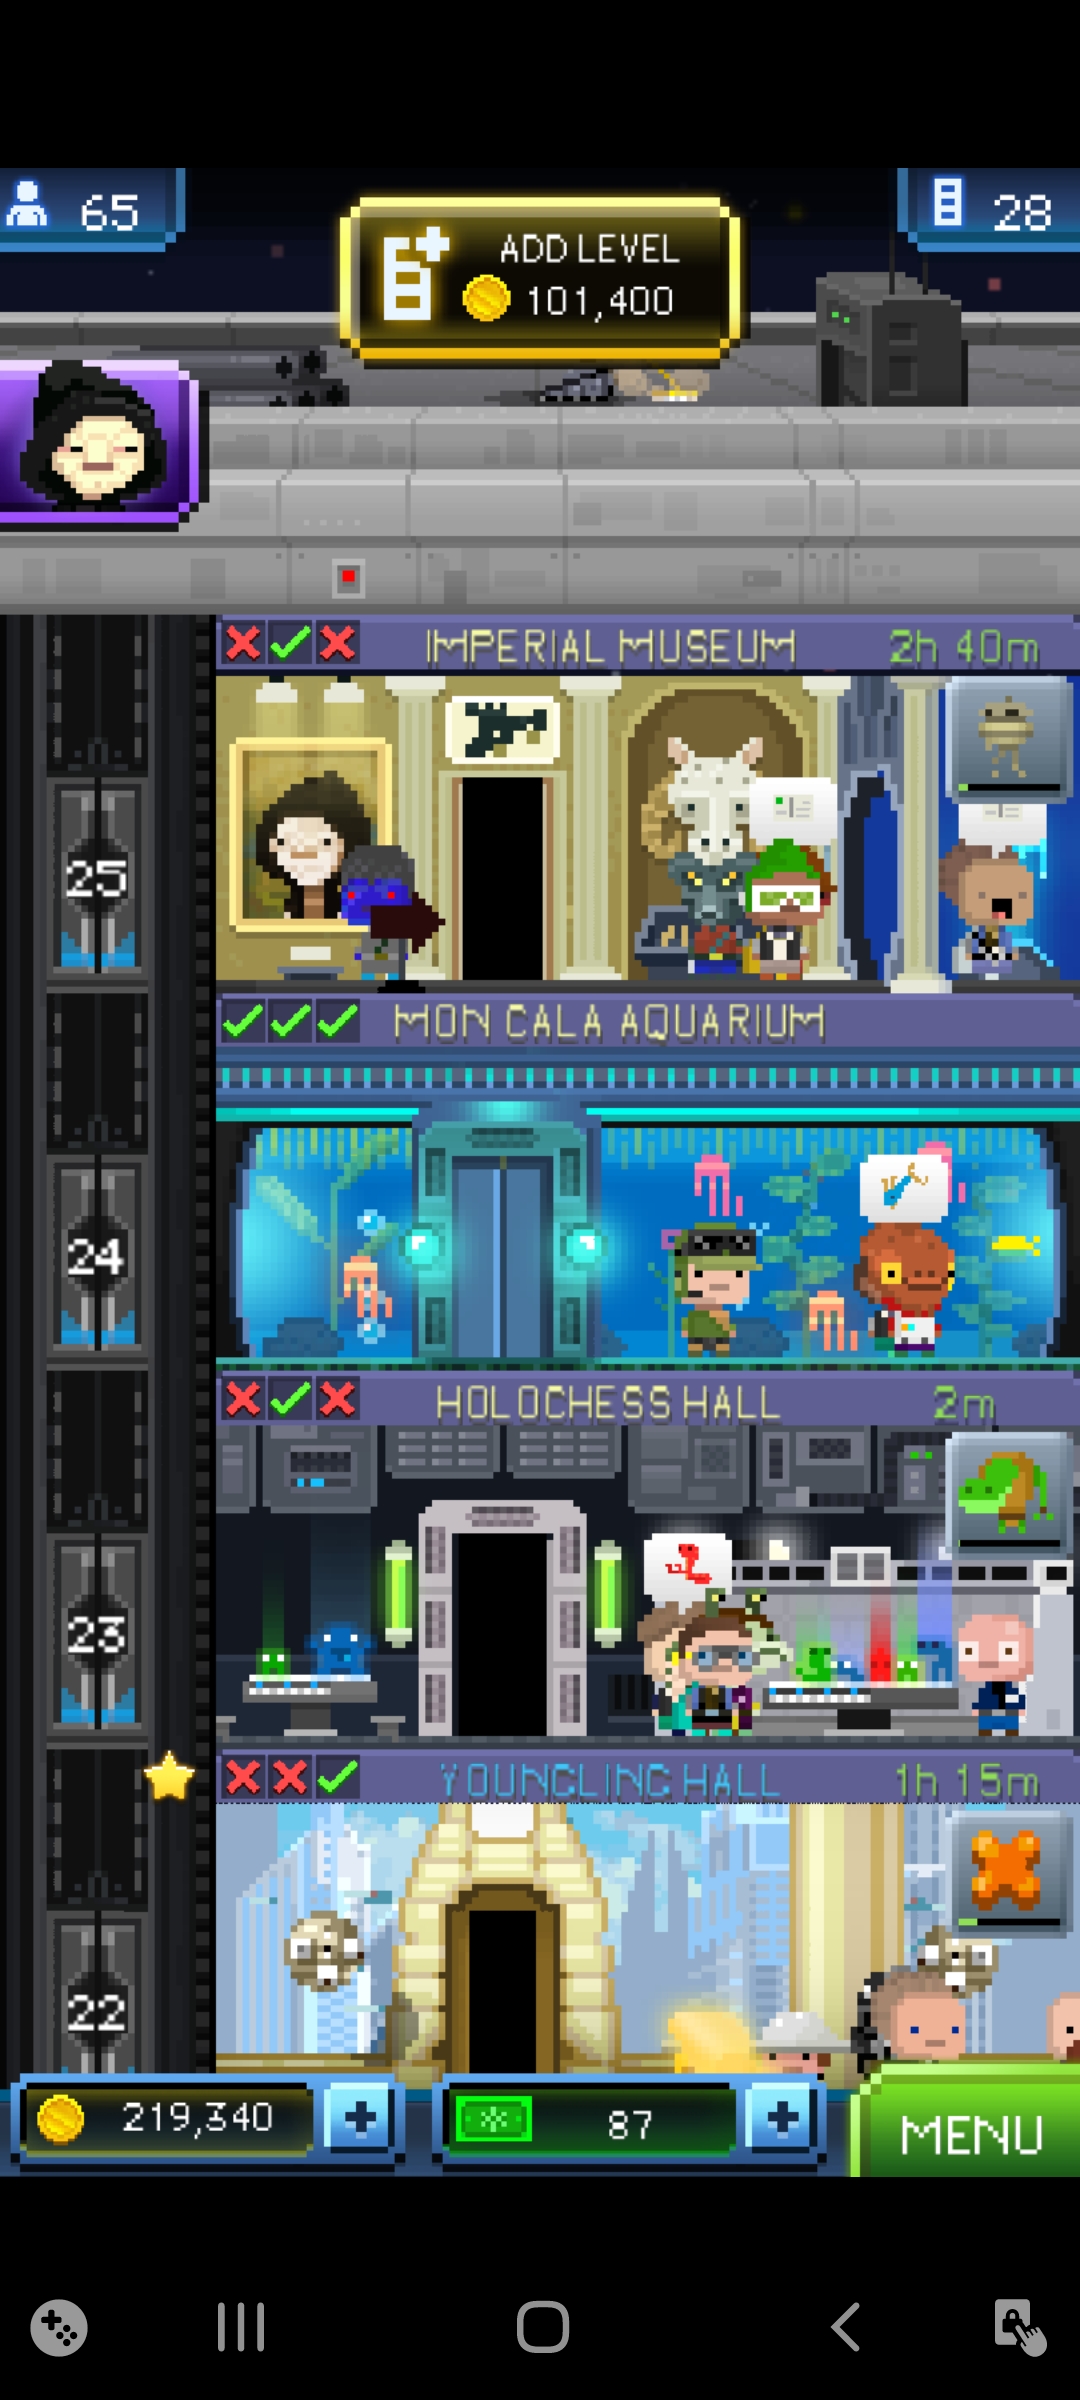 65
ADD LEVEL
101,400
28
IMPERIAL MUSEUM 2h 40m
25
MON CALA AQUARIUM
24
HOLOCHESS HALL 2m
23
YOUNGLING HALL 1h 15m
22
219,340
87
MENU